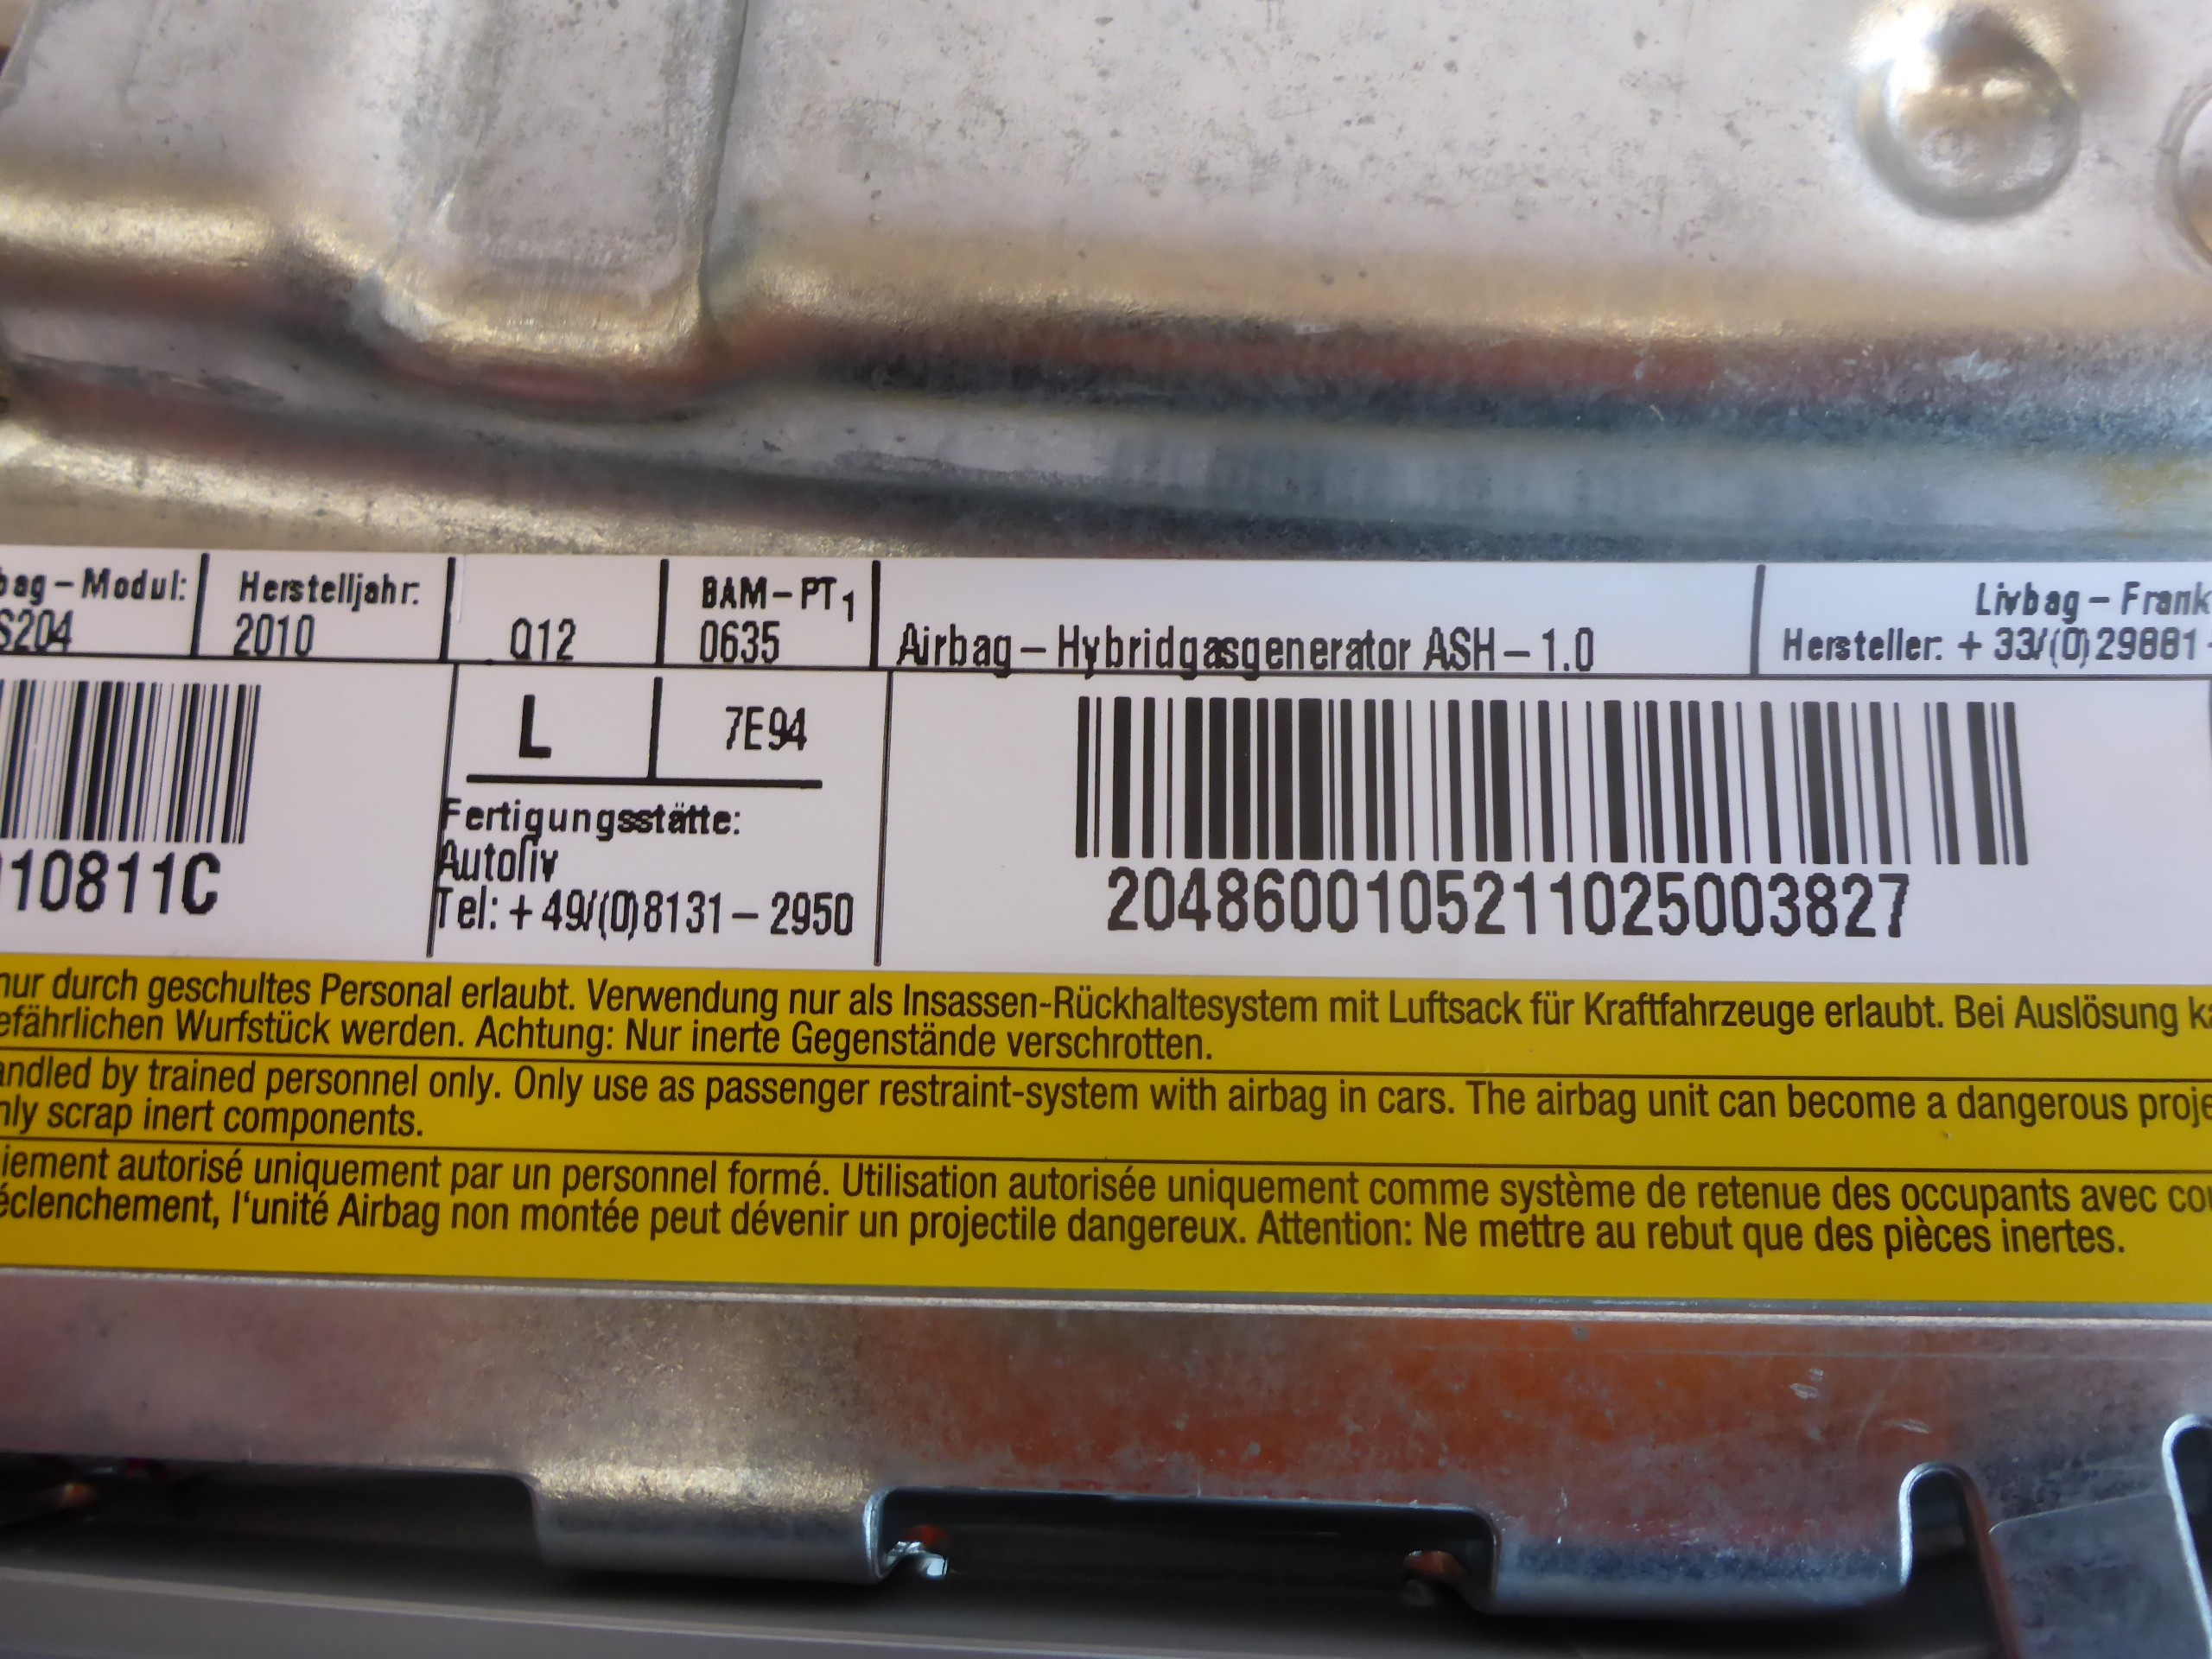 bag – Modul:
S204
Herstelljahr:
2010
Q12
BAM – PT1
0635
Airbag – Hybridgasgenerator ASH – 1.0
Livbag – Frank
Hersteller: + 33/(0)29881 -
L
7E94
10811C
Fertigungsstätte:
Autoliv
Tel: + 49/(0)8131 – 2950
2048600105211025003827
nur durch geschultes Personal erlaubt. Verwendung nur als Insassen-Rückhaltesystem mit Luftsack für Kraftfahrzeuge erlaubt. Bei Auslösung ka
efährlichen Wurfstück werden. Achtung: Nur inerte Gegenstände verschrotten.
andled by trained personnel only. Only use as passenger restraint-system with airbag in cars. The airbag unit can become a dangerous proje
nly scrap inert components.
iement autorisé uniquement par un personnel formé. Utilisation autorisée uniquement comme système de retenue des occupants avec cou
éclenchement, l'unité Airbag non montée peut dévenir un projectile dangereux. Attention: Ne mettre au rebut que des pièces inertes.